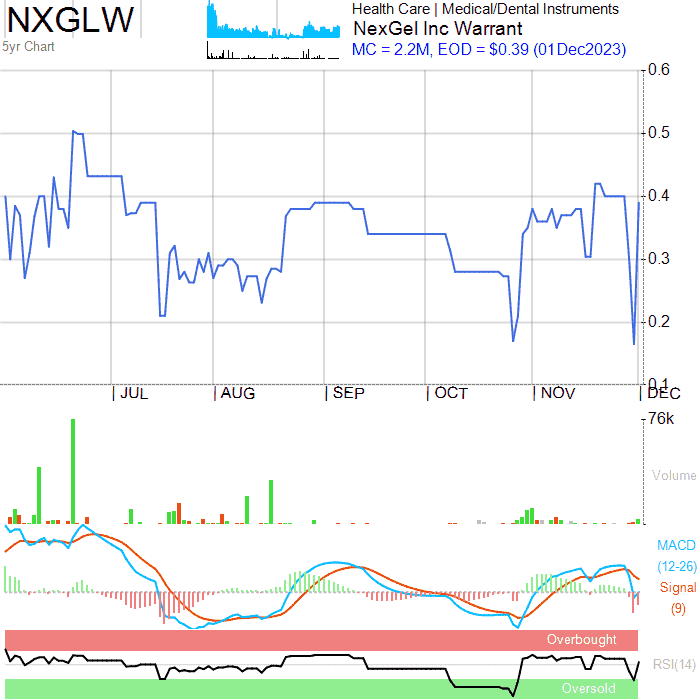 NXGLW
5yr Chart
Health Care | Medical/Dental Instruments
NexGel Inc Warrant
MC = 2.2M, EOD = $0.39 (01Dec2023)
0.6
0.5
0.4
0.3
0.2
0.1
JUL
AUG
SEP
OCT
NOV
DEC
76k
Volume
MACD
(12-26)
Signal
(9)
Overbought
RSI(14)
Oversold